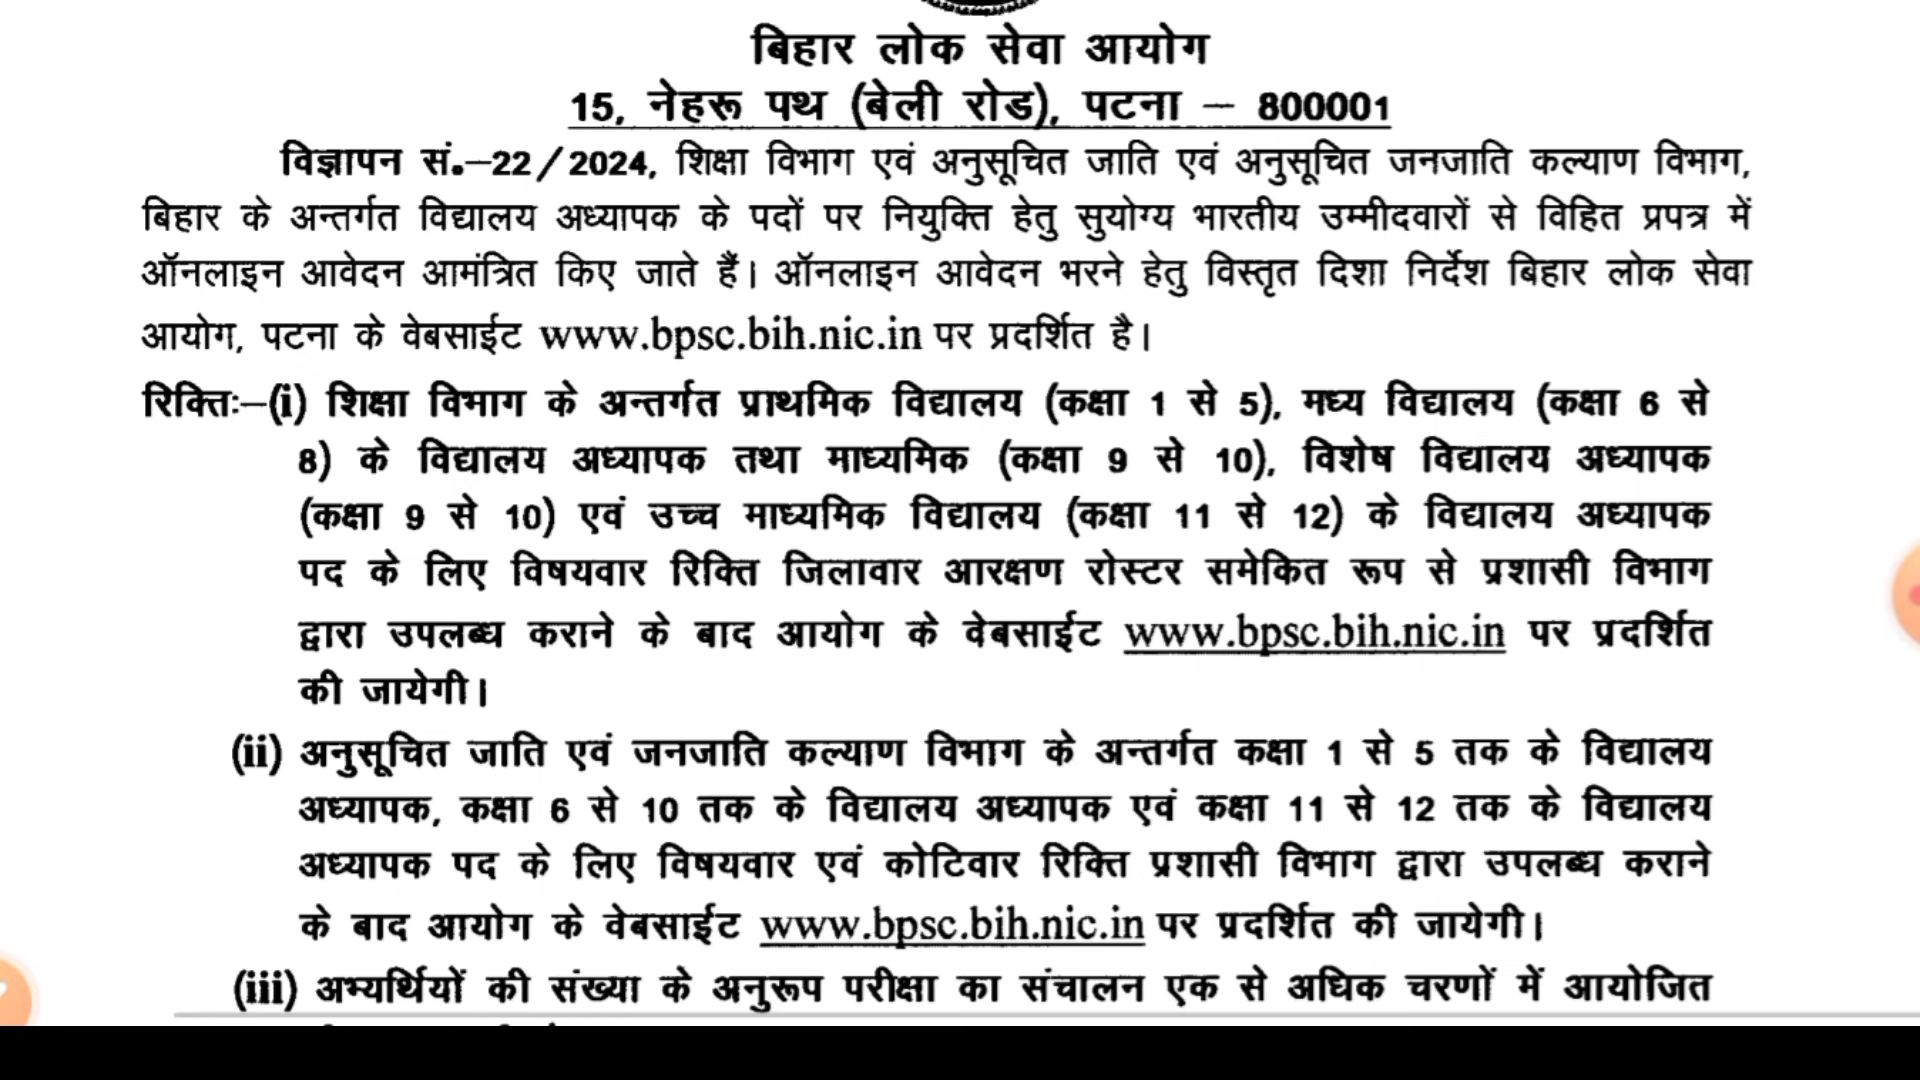 बिहार लोक सेवा आयोग
15, नेहरू पथ (बेली रोड), पटना – 800001
विज्ञापन सं.–22/2024, शिक्षा विभाग एवं अनुसूचित जाति एवं अनुसूचित जनजाति कल्याण विभाग,
बिहार के अन्तर्गत विद्यालय अध्यापक के पदों पर नियुक्ति हेतु सुयोग्य भारतीय उम्मीदवारों से विहित प्रपत्र में
ऑनलाइन आवेदन आमंत्रित किए जाते हैं। ऑनलाइन आवेदन भरने हेतु विस्तृत दिशा निर्देश बिहार लोक सेवा
आयोग, पटना के वेबसाईट www.bpsc.bih.nic.in पर प्रदर्शित है।
रिक्तिः–(i) शिक्षा विभाग के अन्तर्गत प्राथमिक विद्यालय (कक्षा 1 से 5), मध्य विद्यालय (कक्षा 6 से
8) के विद्यालय अध्यापक तथा माध्यमिक (कक्षा 9 से 10), विशेष विद्यालय अध्यापक
(कक्षा 9 से 10) एवं उच्च माध्यमिक विद्यालय (कक्षा 11 से 12) के विद्यालय अध्यापक
पद के लिए विषयवार रिक्ति जिलावार आरक्षण रोस्टर समेकित रूप से प्रशासी विभाग
द्वारा उपलब्ध कराने के बाद आयोग के वेबसाईट www.bpsc.bih.nic.in पर प्रदर्शित
की जायेगी।
(ii) अनुसूचित जाति एवं जनजाति कल्याण विभाग के अन्तर्गत कक्षा 1 से 5 तक के विद्यालय
अध्यापक, कक्षा 6 से 10 तक के विद्यालय अध्यापक एवं कक्षा 11 से 12 तक के विद्यालय
अध्यापक पद के लिए विषयवार एवं कोटिवार रिक्ति प्रशासी विभाग द्वारा उपलब्ध कराने
के बाद आयोग के वेबसाईट www.bpsc.bih.nic.in पर प्रदर्शित की जायेगी।
(iii) अभ्यर्थियों की संख्या के अनुरूप परीक्षा का संचालन एक से अधिक चरणों में आयोजित